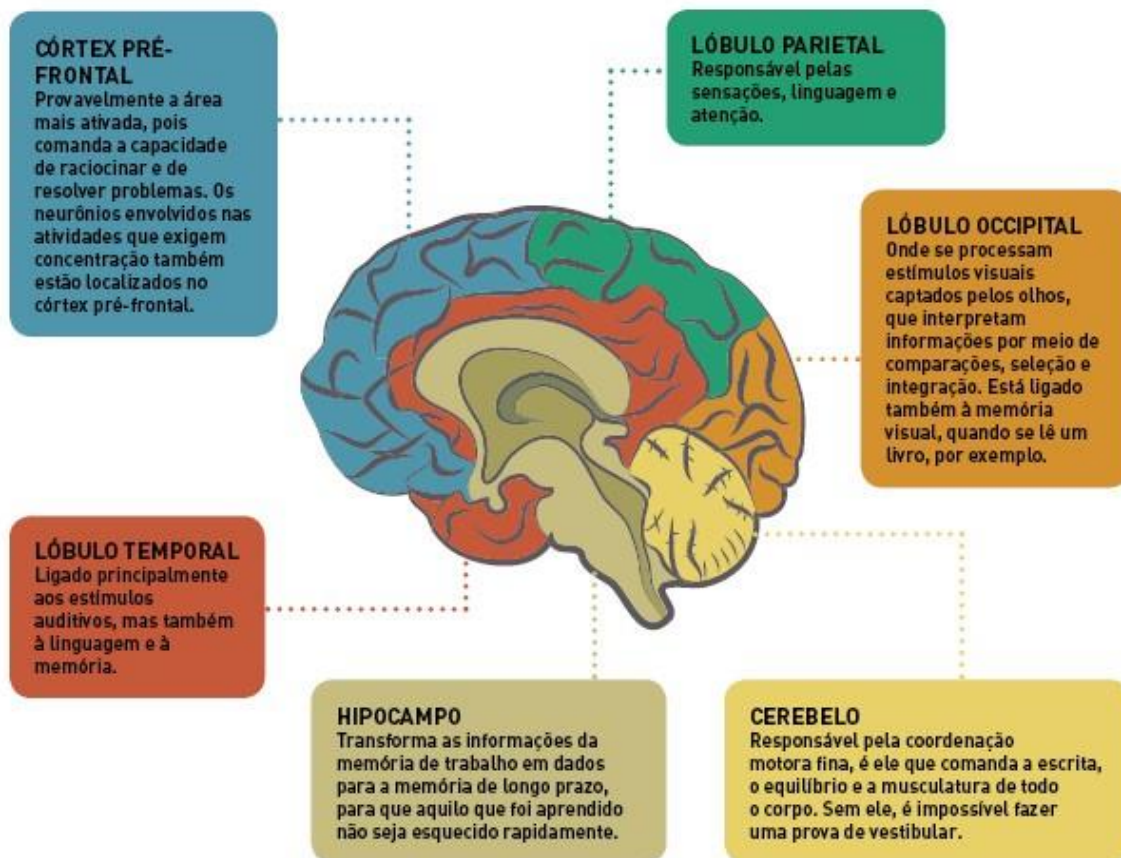 CÓRTEX PRÉ-
FRONTAL
Provavelmente a área
mais ativada, pois
comanda a capacidade
de raciocinar e de
resolver problemas. Os
neurônios envolvidos nas
atividades que exigem
concentração também
estão localizados no
córtex pré-frontal.
LÓBULO PARIETAL
Responsável pelas
sensações, linguagem e
atenção.
LÓBULO OCCIPITAL
Onde se processam
estímulos visuais
captados pelos olhos,
que interpretam
informações por meio de
comparações, seleção e
integração. Está ligado
também à memória
visual, quando se lê um
livro, por exemplo.
LÓBULO TEMPORAL
Ligado principalmente
aos estímulos
auditivos, mas também
à linguagem e à
memória.
HIPOCAMPO
Transforma as informações da
memória de trabalho em dados
para a memória de longo prazo,
para que aquilo que foi aprendido
não seja esquecido rapidamente.
CEREBELO
Responsável pela coordenação
motora fina, é ele que comanda a escrita,
o equilíbrio e a musculatura de todo
o corpo. Sem ele, é impossível fazer
uma prova de vestibular.